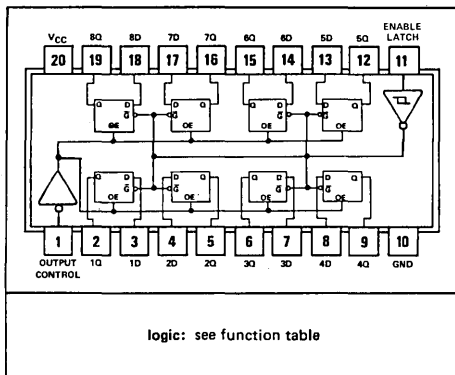 ENABLE
LATCH
VCC 8Q 8D 7D 7Q 6Q 6D 5D 5Q
20 19 18 17 16 15 14 13 12 11
Q D D Q Q D D Q
G̅ G̅ G̅ G̅
OE OE OE OE
Q D D Q Q D D Q
G̅ G̅ G̅ G̅
OE OE OE OE
1 2 3 4 5 6 7 8 9 10
OUTPUT
CONTROL
1Q 1D 2D 2Q 3Q 3D 4D 4Q GND
logic: see function table